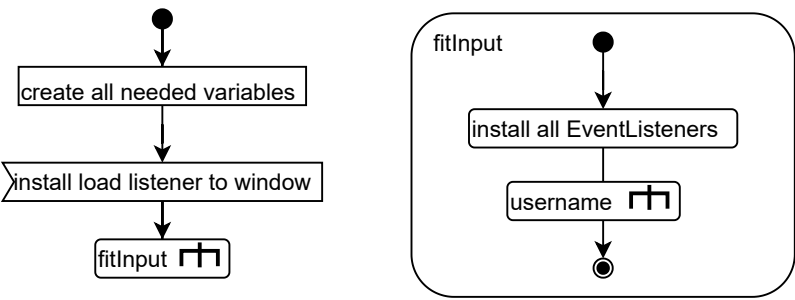 create all needed variables
install load listener to window
fitInput
fitInput
install all EventListeners
username